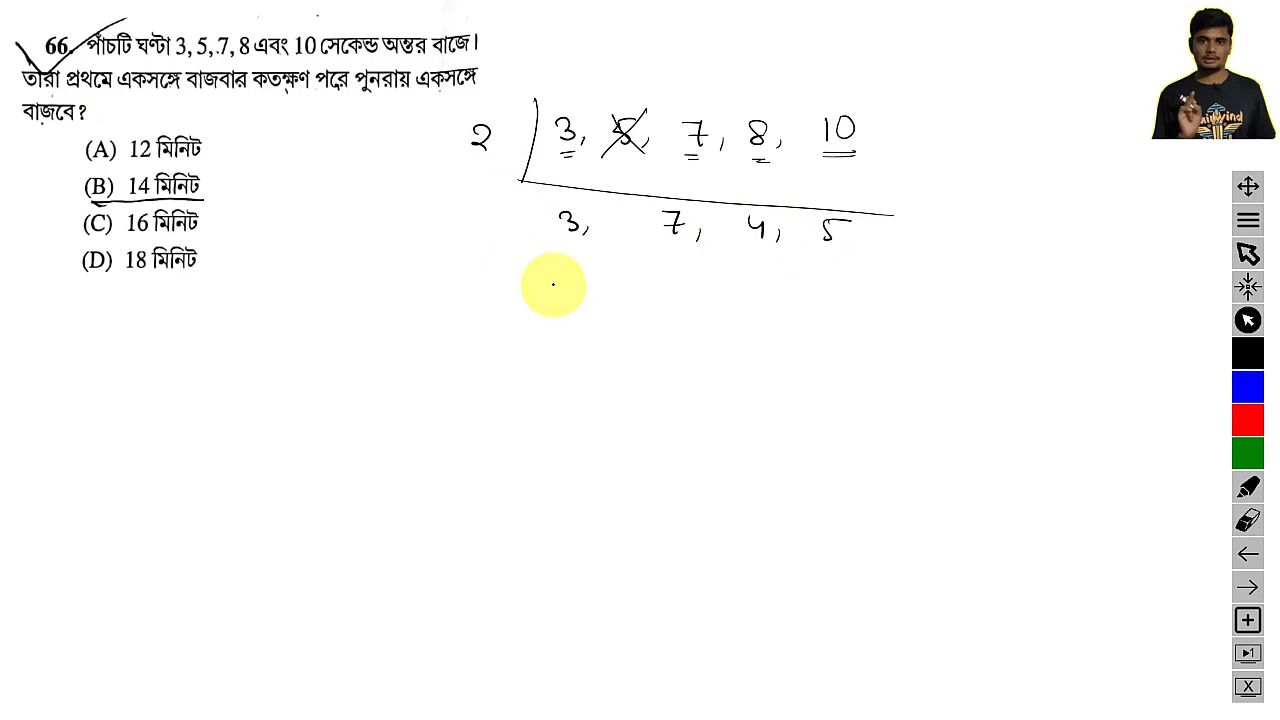 66. পাঁচটি ঘণ্টা 3, 5, 7, 8 এবং 10 সেকেন্ড অন্তর বাজে।
তারা প্রথমে একসঙ্গে বাজবার কতক্ষণ পরে পুনরায় একসঙ্গে
বাজবে?
(A) 12 মিনিট
(B) 14 মিনিট
(C) 16 মিনিট
(D) 18 মিনিট
2 3, 5, 7, 8, 10
3, 7, 4, 5